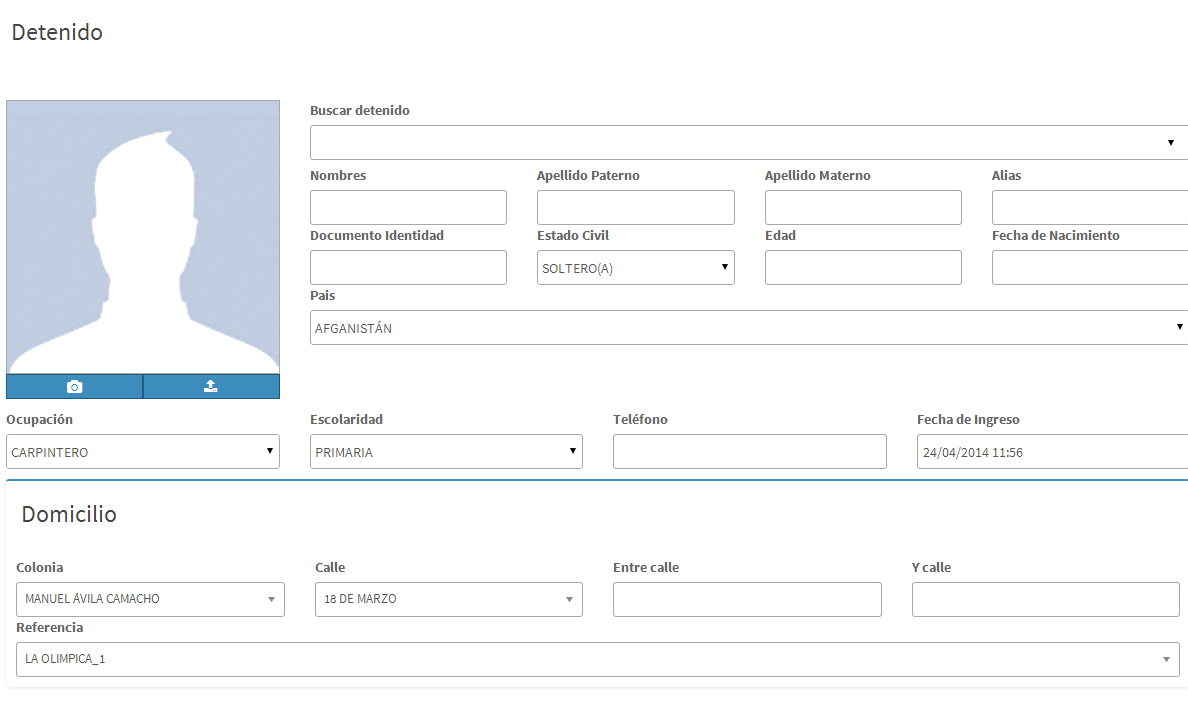 Detenido
Buscar detenido
Nombres Apellido Paterno Apellido Materno Alias
Documento Identidad Estado Civil Edad Fecha de Nacimiento
SOLTERO(A)
Pais
AFGANISTÁN
Ocupación Escolaridad Teléfono Fecha de Ingreso
CARPINTERO PRIMARIA 24/04/2014 11:56
Domicilio
Colonia Calle Entre calle Y calle
MANUEL ÁVILA CAMACHO 18 DE MARZO
Referencia
LA OLIMPICA_1